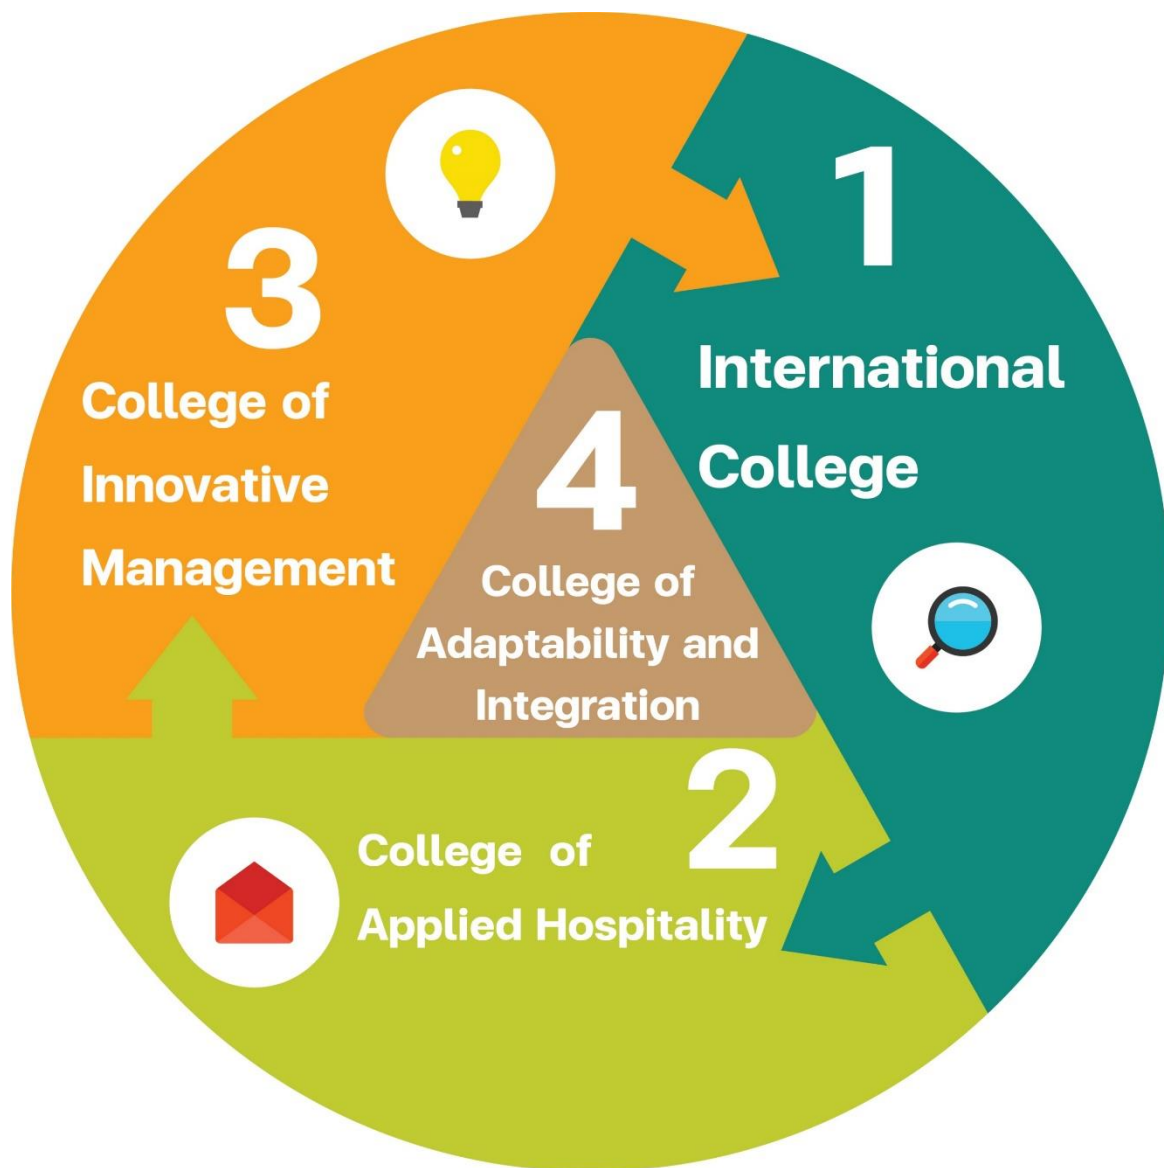 1
International
College
2
College of
Applied Hospitality
3
College of
Innovative
Management
4
College of
Adaptability and
Integration